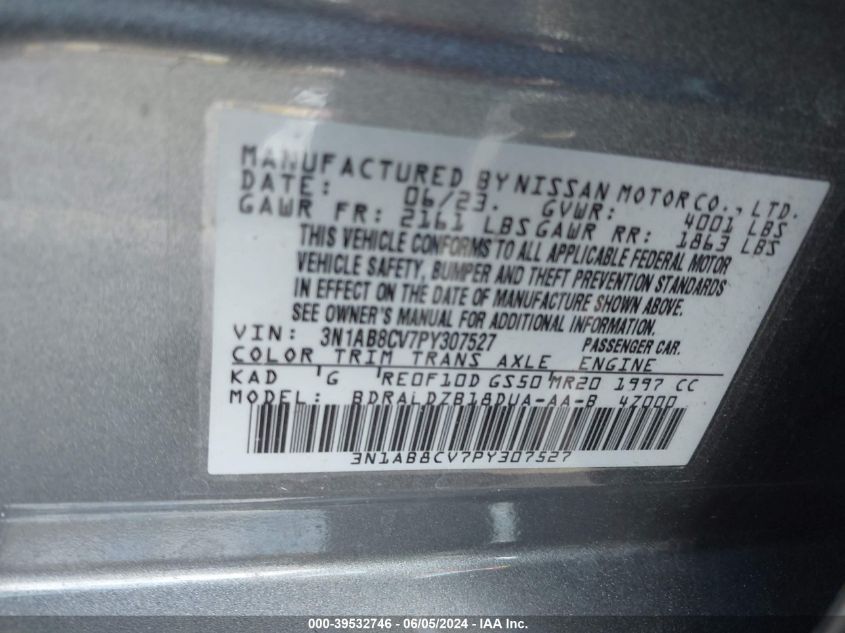 MANUFACTURED BY NISSAN MOTOR CO., LTD.
DATE: 06/23. GVWR: 4001 LBS
GAWR FR: 2161 LBS GAWR RR: 1863 LBS
THIS VEHICLE CONFORMS TO ALL APPLICABLE FEDERAL MOTOR
VEHICLE SAFETY, BUMPER AND THEFT PREVENTION STANDARDS
IN EFFECT ON THE DATE OF MANUFACTURE SHOWN ABOVE.
SEE OWNER'S MANUAL FOR ADDITIONAL INFORMATION.
VIN: 3N1AB8CV7PY307527 PASSENGER CAR.
COLOR TRIM TRANS AXLE ENGINE
KAD G RE0F10D GS50 MR20 1997 CC
MODEL: BDRALDZB18DUA-AA-B 4Z000
3N1AB8CV7PY307527
000-39532746 - 06/05/2024 - IAA Inc.